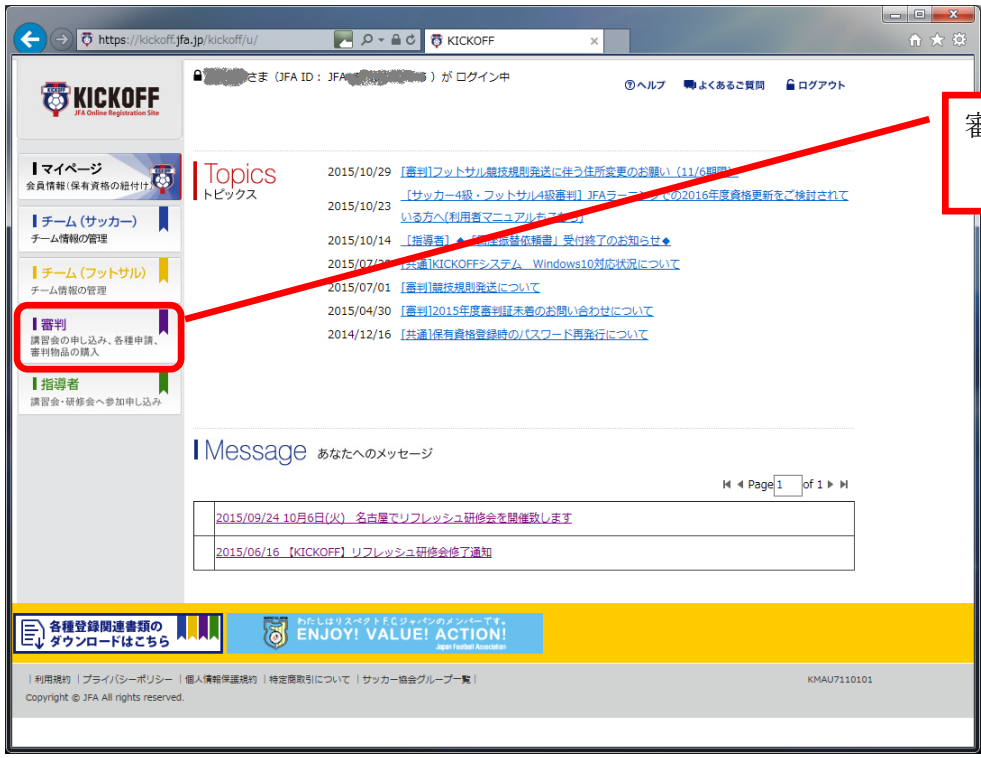 https://kickoff.jfa.jp/kickoff/u/
KICKOFF
さま (JFA ID : JFA ) が ログイン中
ヘルプ
よくあるご質問
ログアウト
KICKOFF
JFA Online Registration Site
審
マイページ
会員情報(保有資格の紐付け)
チーム (サッカー)
チーム情報の管理
チーム (フットサル)
チーム情報の管理
審判
講習会の申し込み、各種申請、
審判物品の購入
指導者
講習会・研修会へ参加申し込み
Topics
トピックス
2015/10/29 [審判]フットサル競技規則発送に伴う住所変更のお願い (11/6期限)
2015/10/23 [サッカー4級・フットサル4級審判] JFAラーニングでの2016年度資格更新をご検討されて
いる方へ(利用者マニュアルも
2015/10/14 [指導者] ◆「口座振替依頼書」受付終了のお知らせ◆
[共通]KICKOFFシステム Windows10対応状況について
2015/07/01 [審判]競技規則発送について
2015/04/30 [審判]2015年度審判証未着のお問い合わせについて
2014/12/16 [共通]保有資格登録時のパスワード再発行について
Message あなたへのメッセージ
Page 1 of 1
2015/09/24 10月6日(火) 名古屋でリフレッシュ研修会を開催致します
2015/06/16 【KICKOFF】リフレッシュ研修会修了通知
各種登録関連書類の
ダウンロードはこちら
わたしはリスペクトF.C.ジャパンのメンバーです。
ENJOY! VALUE! ACTION!
Japan Football Association
| 利用規約 | プライバシーポリシー | 個人情報保護規約 | 特定商取引について | サッカー協会グループ一覧 |
KMAU7110101
Copyright © JFA All rights reserved.